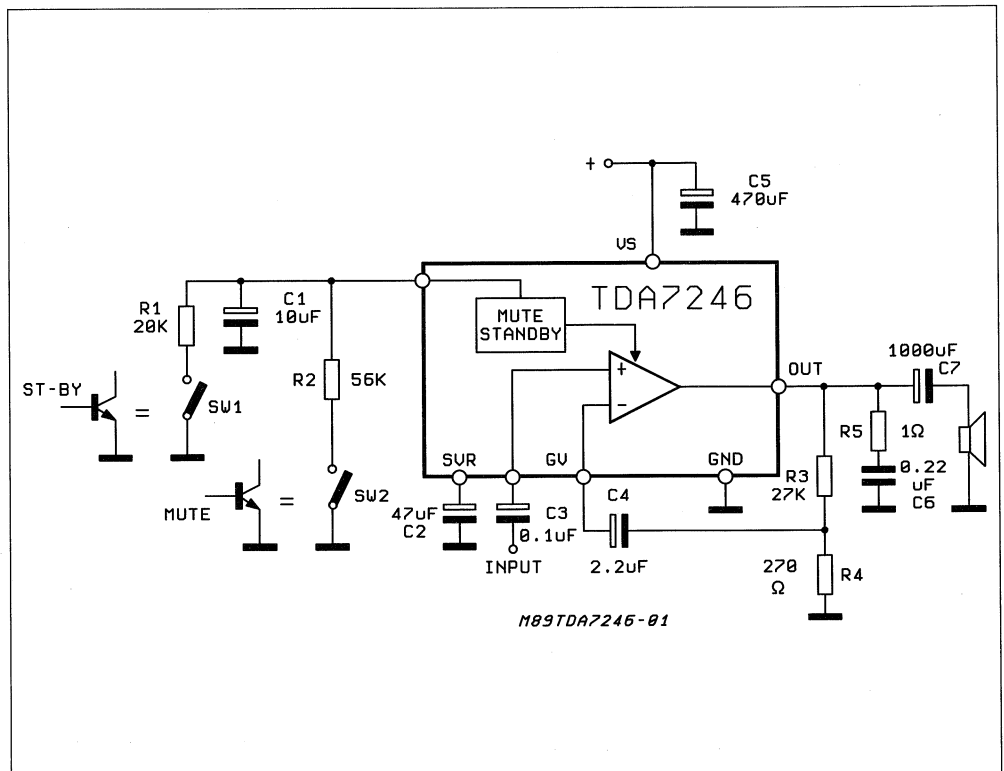 +
C5
470uF
VS
TDA7246
MUTE
STANDBY
R1
20K
C1
10uF
R2 56K
ST-BY
=
SW1
+
-
OUT
1000uF
C7
R5 1Ω
0.22
uF
C6
SVR
GV
GND
R3
27K
MUTE
=
SW2
47uF
C2
C3
0.1uF
INPUT
C4
2.2uF
270
Ω
R4
M89TDA7246-01